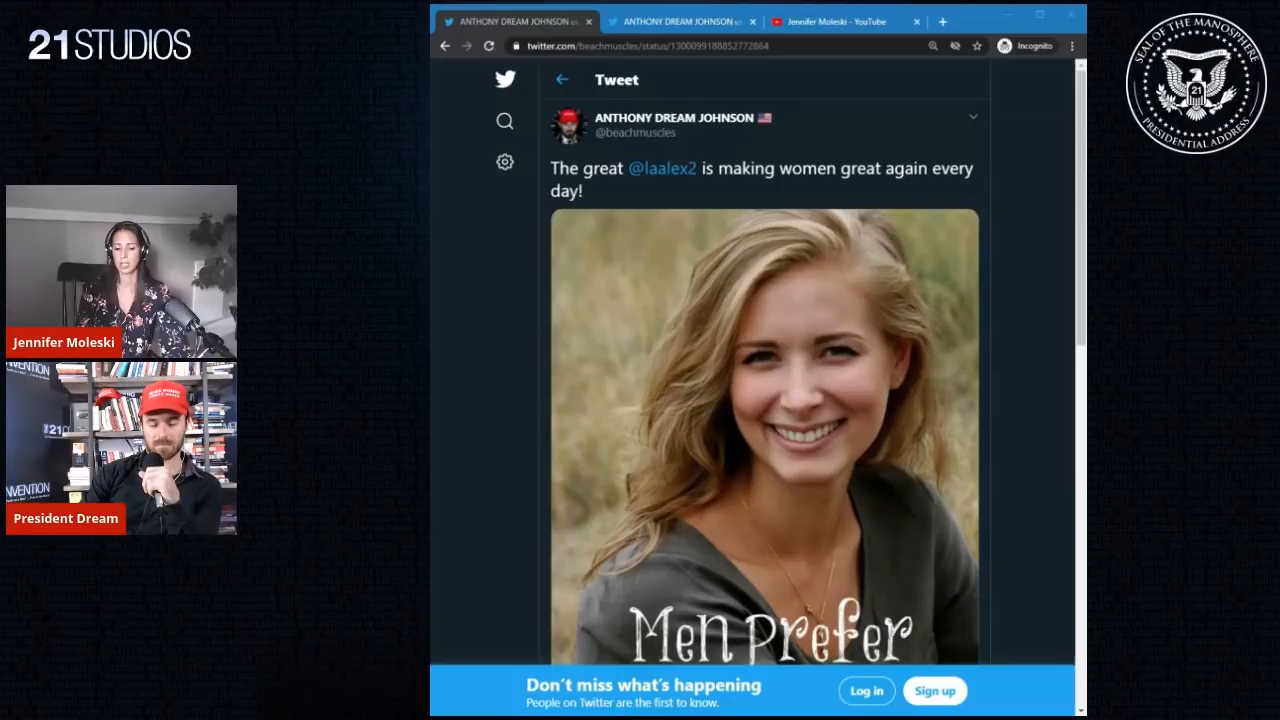 21STUDIOS
ANTHONY DREAM JOHNSON
ANTHONY DREAM JOHNSON
Jennifer Moleski - YouTube
twitter.com/beachmuscles/status/1300099188852772864
Incognito
SEAL OF THE MANOSPHERE
21
PRESIDENTIAL ADDRESS
Tweet
ANTHONY DREAM JOHNSON
@beachmuscles
The great @laalex2 is making women great again every
day!
Men prefer
Jennifer Moleski
President Dream
Don't miss what's happening
People on Twitter are the first to know.
Log in
Sign up